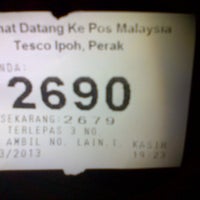 mat Datang Ke Pos Malaysia
Tesco Ipoh, Perak
NDA:
2690
SEKARANG:2679
TERLEPAS 3 NO.
AMBIL NO. LAIN.T. KASIH
3/2013 19:23